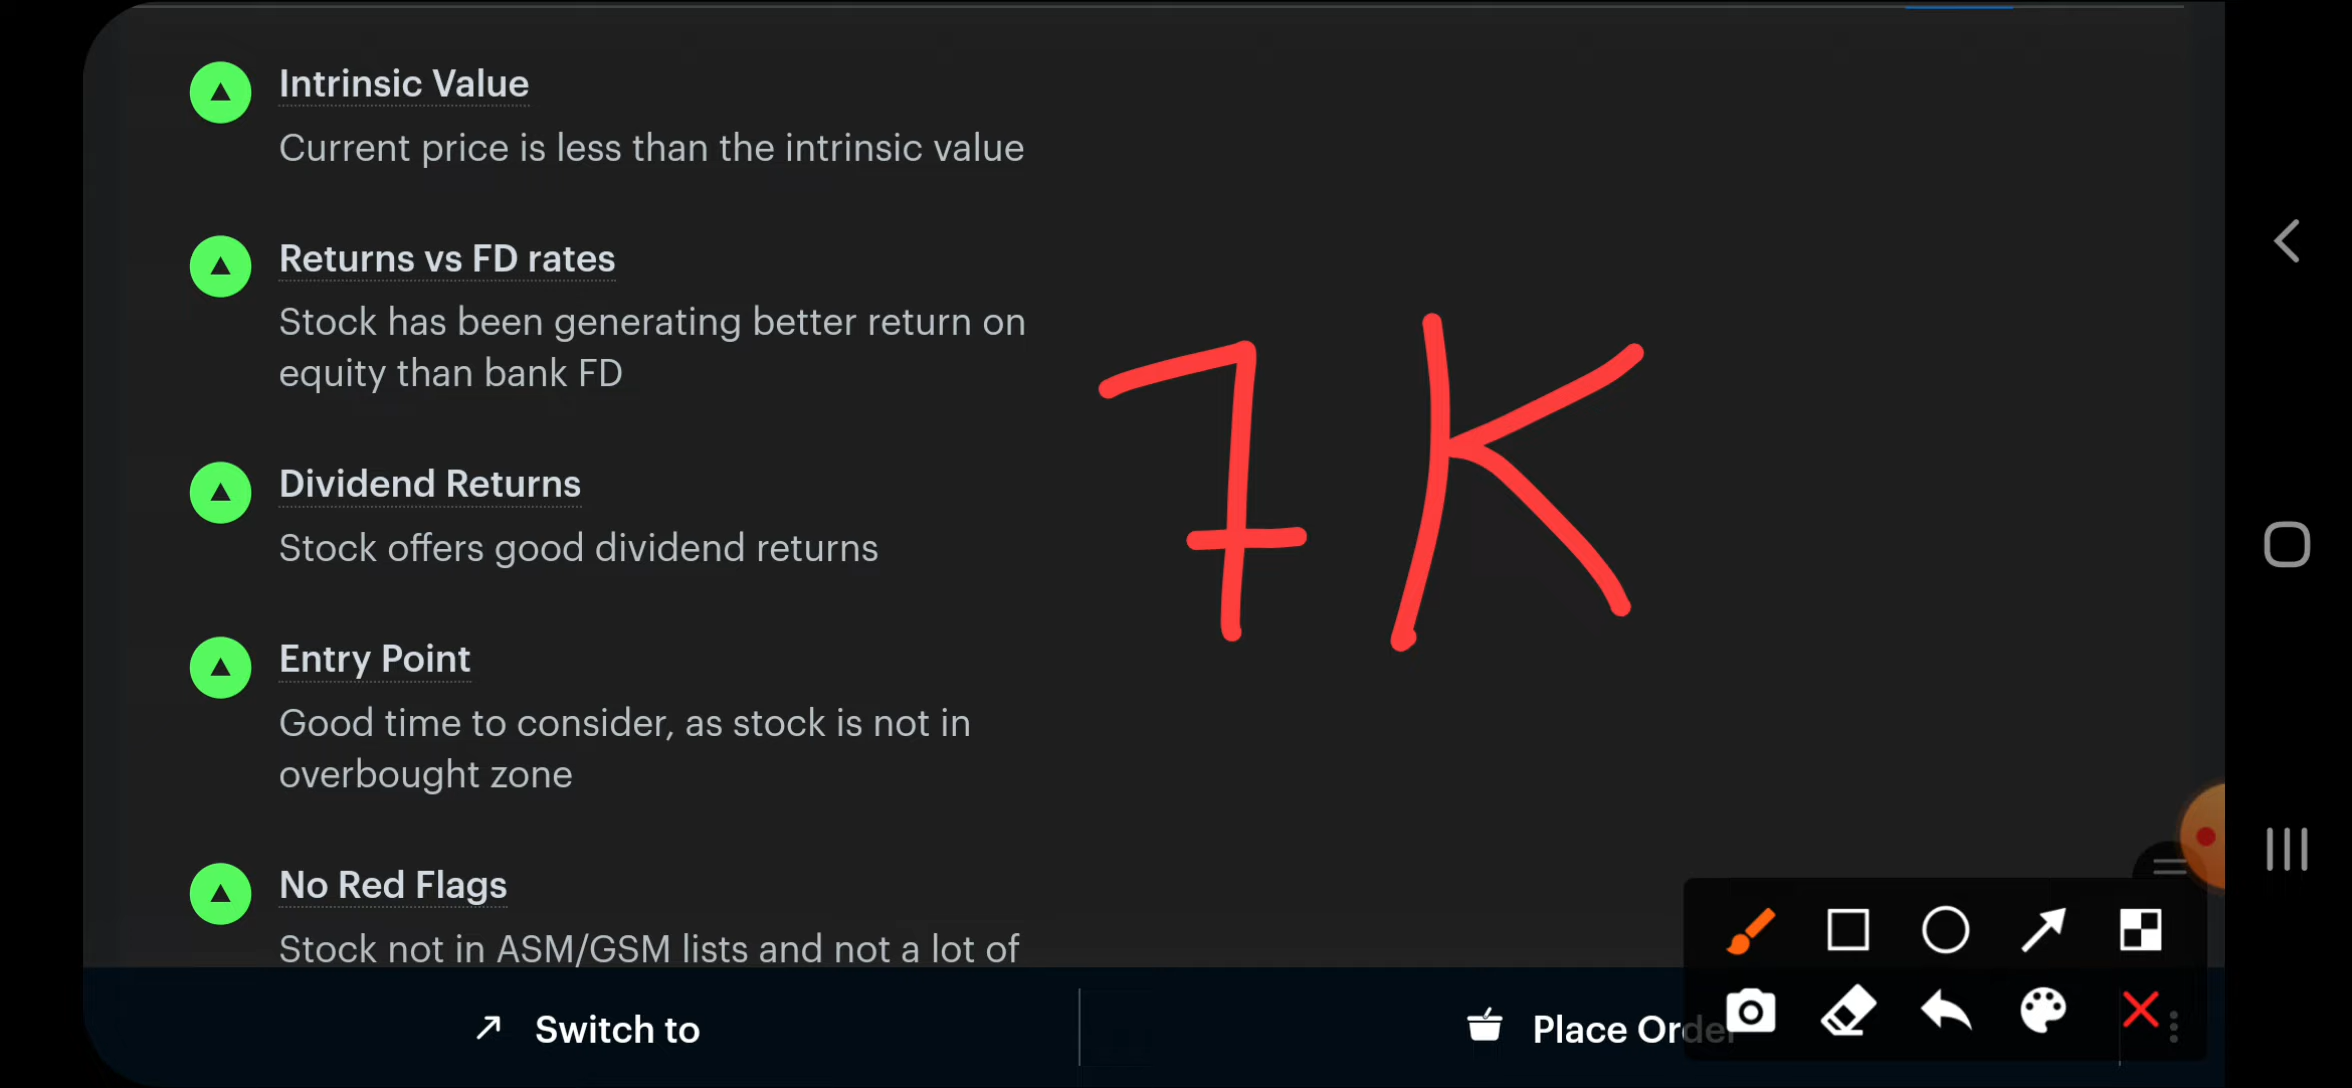 Intrinsic Value
Current price is less than the intrinsic value
Returns vs FD rates
Stock has been generating better return on
equity than bank FD
Dividend Returns
Stock offers good dividend returns
Entry Point
Good time to consider, as stock is not in
overbought zone
No Red Flags
Stock not in ASM/GSM lists and not a lot of
7K
Switch to
Place Order